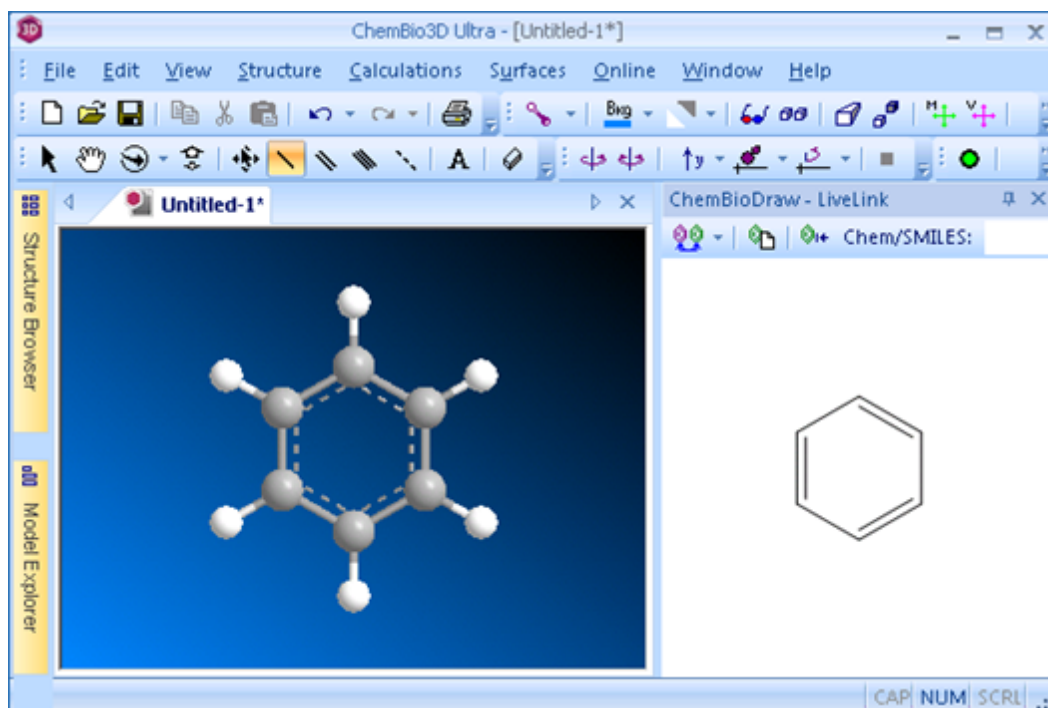 3D ChemBio3D Ultra - [Untitled-1*]
File Edit View Structure Calculations Surfaces Online Window Help
Bkg M V
A y
Structure Browser
Model Explorer
Untitled-1*
ChemBioDraw - LiveLink
Chem/SMILES:
CAP NUM SCRL